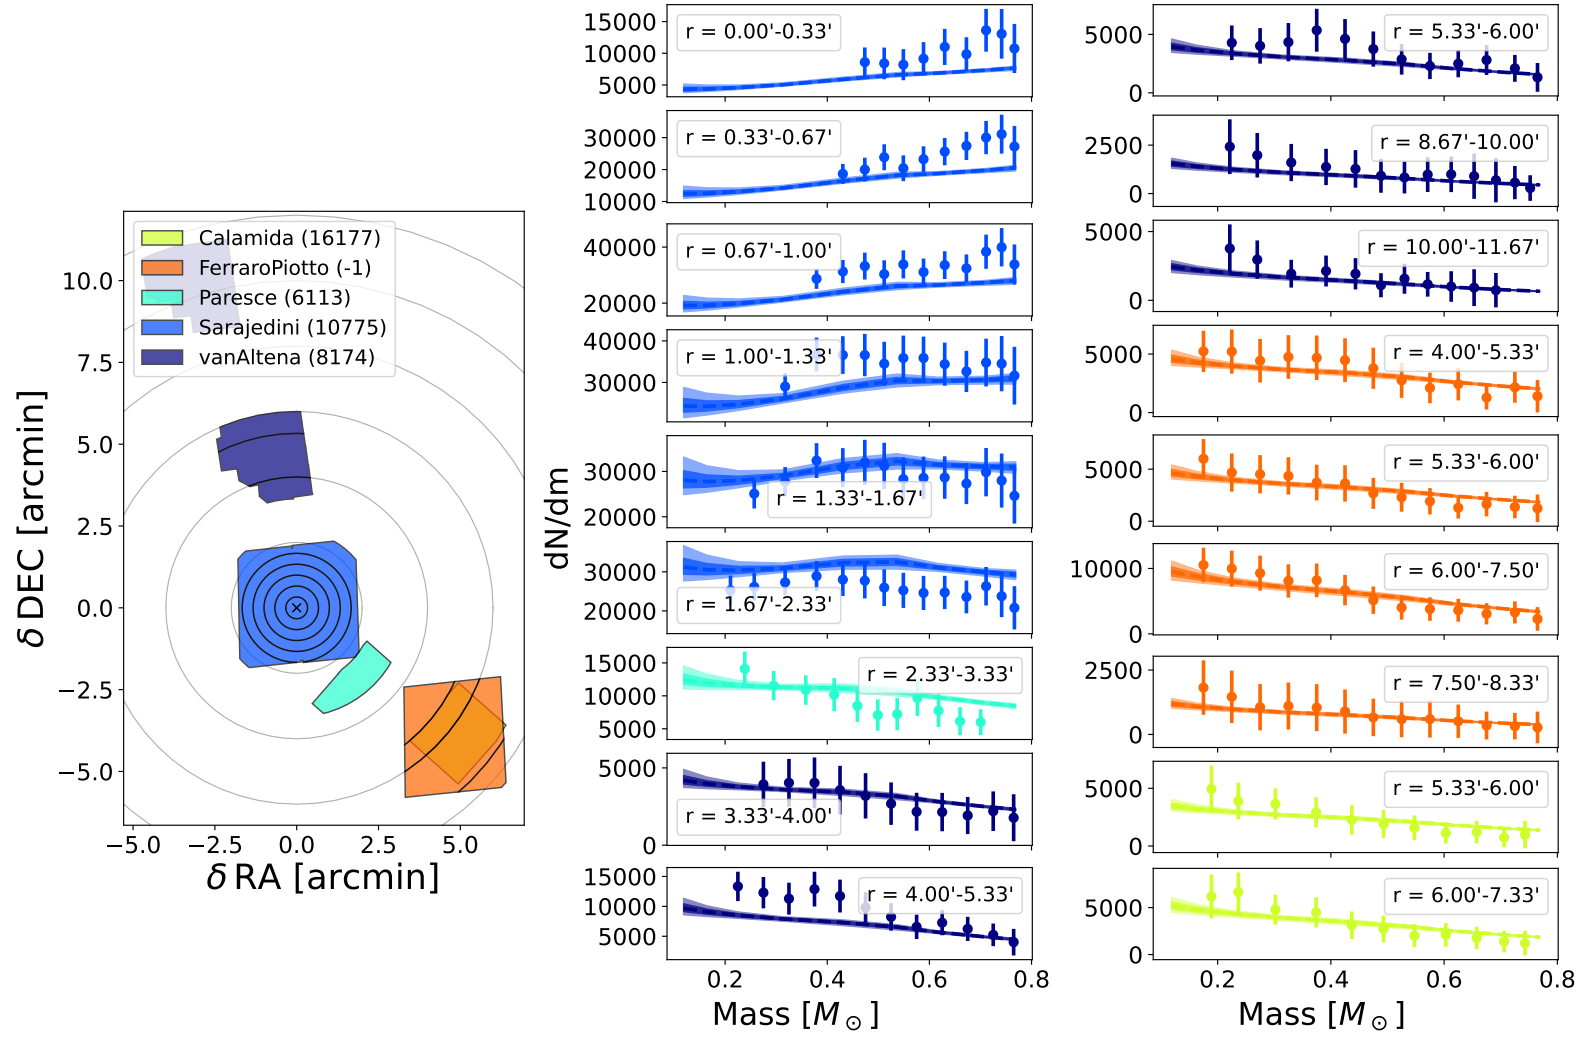 Calamida (16177)
FerraroPiotto (-1)
Paresce (6113)
Sarajedini (10775)
vanAltena (8174)
10.0
7.5
5.0
2.5
0.0
−2.5
−5.0
−5.0
−2.5
0.0
2.5
5.0
δ RA [arcmin]
δ DEC [arcmin]
dN/dm
15000
10000
5000
r = 0.00'-0.33'
30000
20000
10000
r = 0.33'-0.67'
40000
20000
r = 0.67'-1.00'
40000
30000
r = 1.00'-1.33'
30000
20000
r = 1.33'-1.67'
30000
20000
r = 1.67'-2.33'
15000
10000
5000
r = 2.33'-3.33'
5000
0
r = 3.33'-4.00'
15000
10000
5000
r = 4.00'-5.33'
0.2
0.4
0.6
0.8
Mass [M⊙]
5000
0
r = 5.33'-6.00'
2500
0
r = 8.67'-10.00'
5000
0
r = 10.00'-11.67'
5000
0
r = 4.00'-5.33'
5000
0
r = 5.33'-6.00'
10000
0
r = 6.00'-7.50'
2500
0
r = 7.50'-8.33'
5000
0
r = 5.33'-6.00'
5000
0
r = 6.00'-7.33'
0.2
0.4
0.6
0.8
Mass [M⊙]